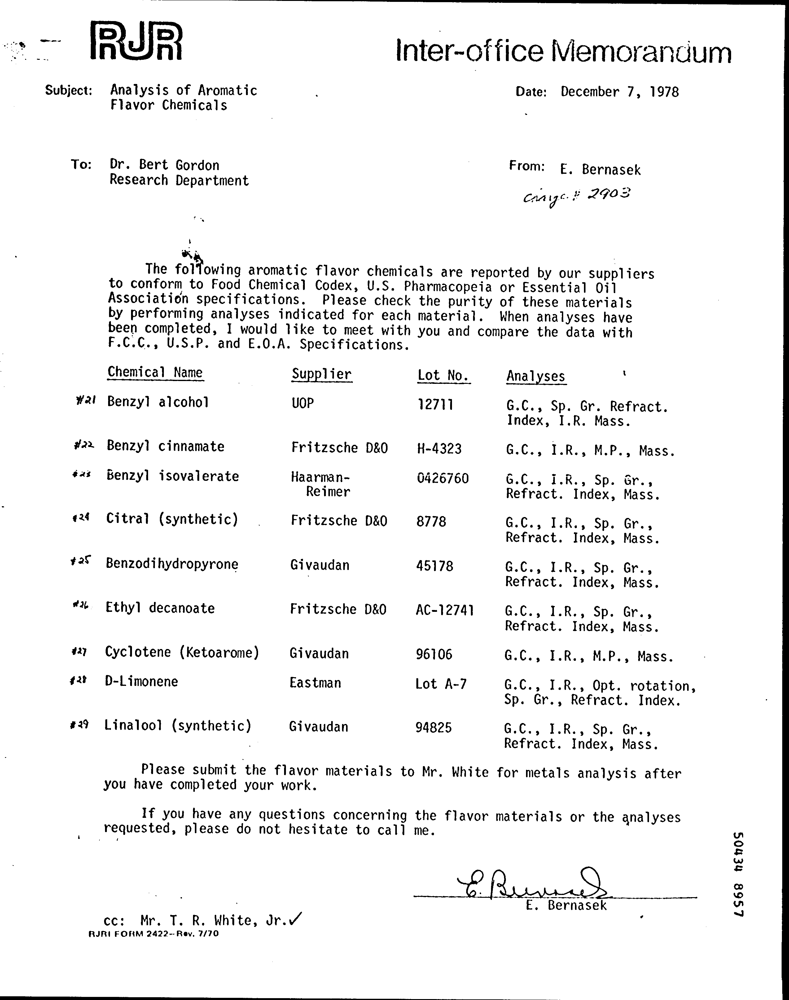 RJR
Inter-office Memorandum
Subject: Analysis of Aromatic
Flavor Chemicals
Date: December 7, 1978
To: Dr. Bert Gordon
Research Department
From: E. Bernasek
2903
The following aromatic flavor chemicals are reported by our suppliers
to conform to Food Chemical Codex, U.S. Pharmacopeia or Essential Oil
Association specifications. Please check the purity of these materials
by performing analyses indicated for each material. When analyses have
been completed, I would like to meet with you and compare the data with
F.C.C., U.S.P. and E.O.A. Specifications.
Chemical Name Supplier Lot No. Analyses
#21 Benzyl alcohol UOP 12711 G.C., Sp. Gr. Refract.
Index, I.R. Mass.
#22 Benzyl cinnamate Fritzsche D&O H-4323 G.C., I.R., M.P., Mass.
#23 Benzyl isovalerate Haarman- 0426760 G.C., I.R., Sp. Gr.,
Reimer Refract. Index, Mass.
#24 Citral (synthetic) Fritzsche D&O 8778 G.C., I.R., Sp. Gr.,
Refract. Index, Mass.
#25 Benzodihydropyrone Givaudan 45178 G.C., I.R., Sp. Gr.,
Refract. Index, Mass.
#26 Ethyl decanoate Fritzsche D&O AC-12741 G.C., I.R., Sp. Gr.,
Refract. Index, Mass.
#27 Cyclotene (Ketoarome) Givaudan 96106 G.C., I.R., M.P., Mass.
#28 D-Limonene Eastman Lot A-7 G.C., I.R., Opt. rotation,
Sp. Gr., Refract. Index.
#29 Linalool (synthetic) Givaudan 94825 G.C., I.R., Sp. Gr.,
Refract. Index, Mass.
Please submit the flavor materials to Mr. White for metals analysis after
you have completed your work.
If you have any questions concerning the flavor materials or the analyses
requested, please do not hesitate to call me.
E. Bernasek
E. Bernasek
cc: Mr. T. R. White, Jr.✓
RJRI FORM 2422--Rev. 7/70
50434 8957